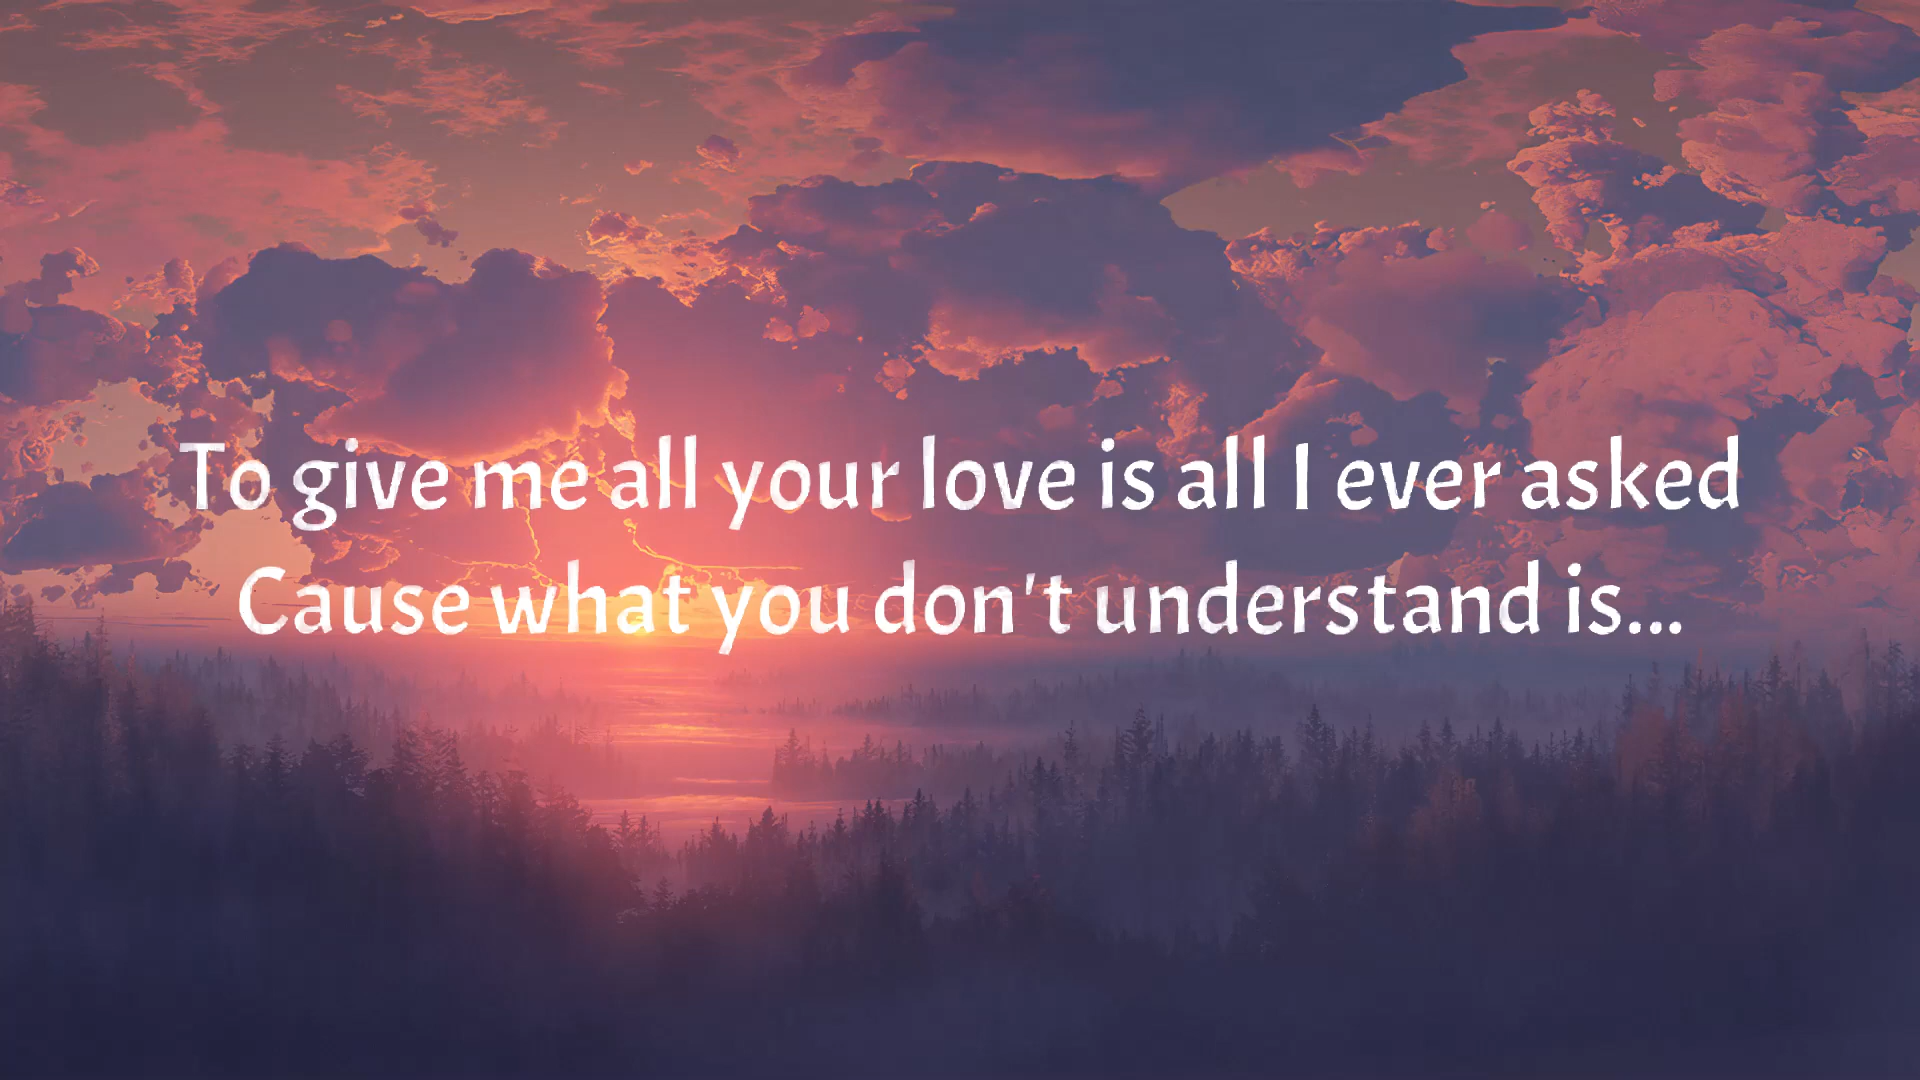 To give me all your love is all I ever asked
Cause what you don't understand is...